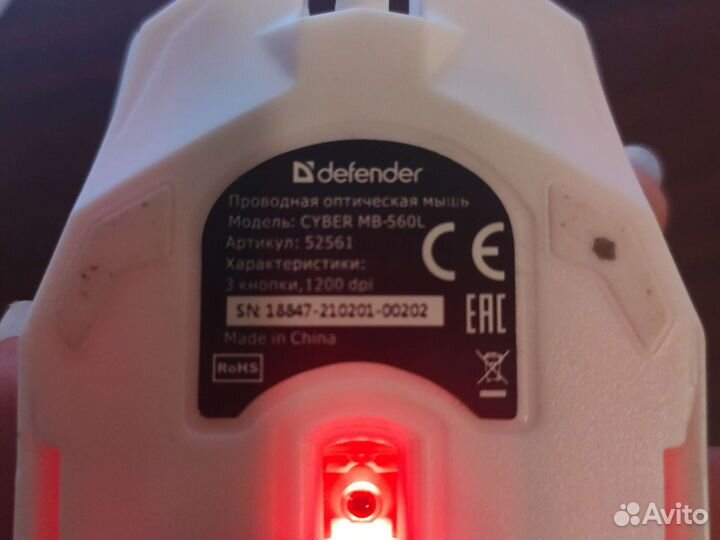 defender
Проводная оптическая мышь
Модель: CYBER MB-560L
Артикул: 52561
Характеристики:
3 кнопки,1200 dpi
SN: 18847-210201-00202
Made in China
RoHS
CE
EAC
Avito